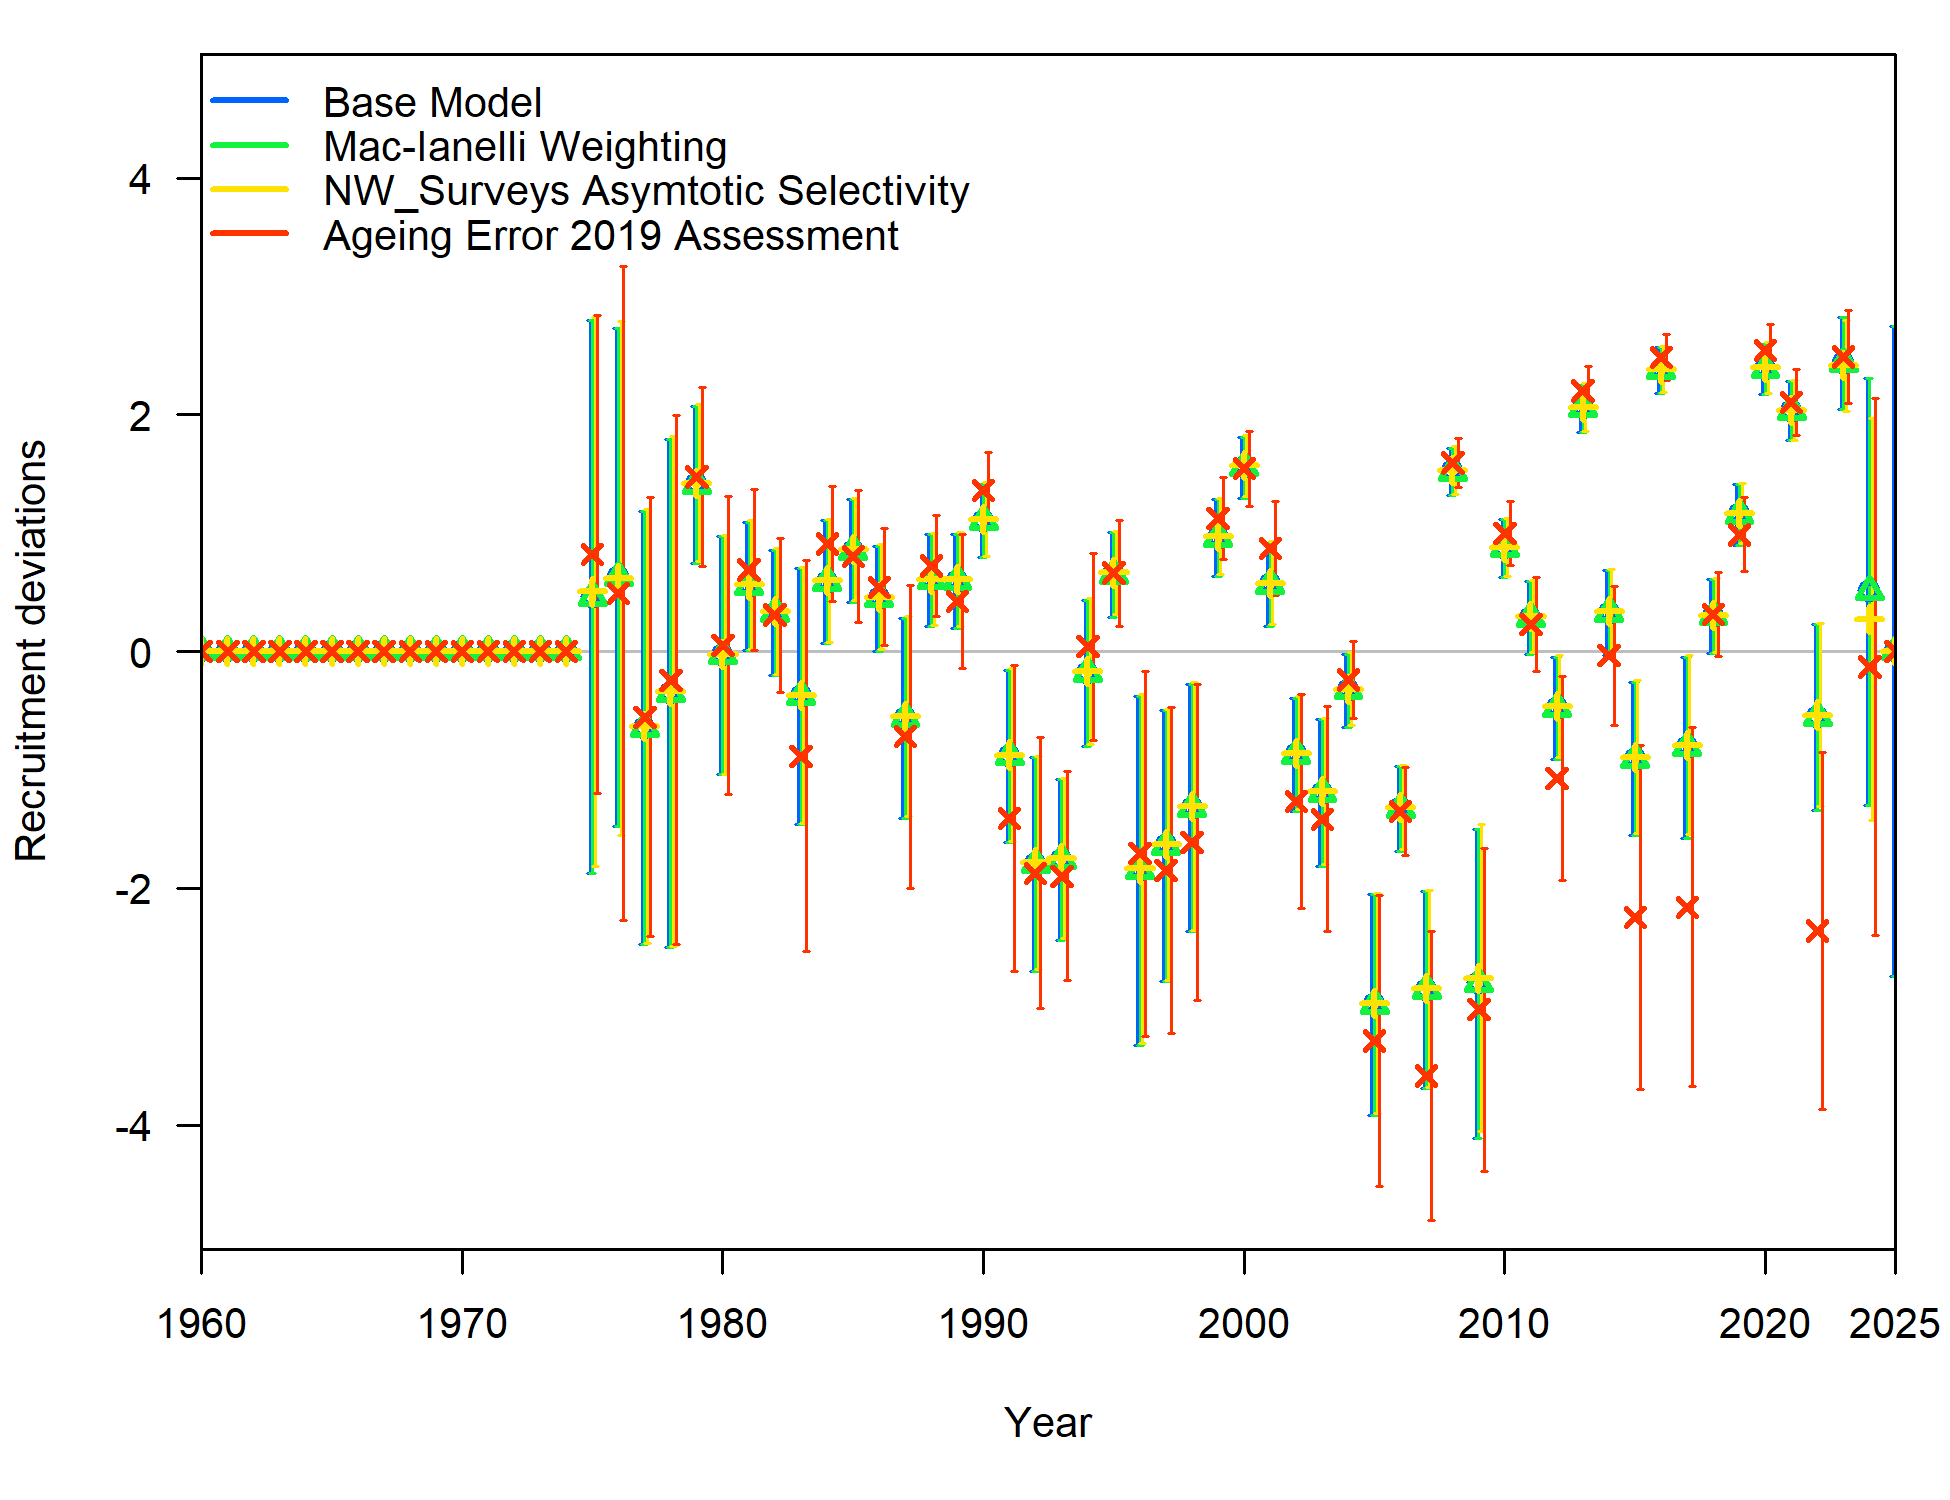 Base Model
Mac-Ianelli Weighting
NW_Surveys Asymtotic Selectivity
Ageing Error 2019 Assessment
4
2
0
-2
-4
Recruitment deviations
1960 1970 1980 1990 2000 2010 2020 2025
Year